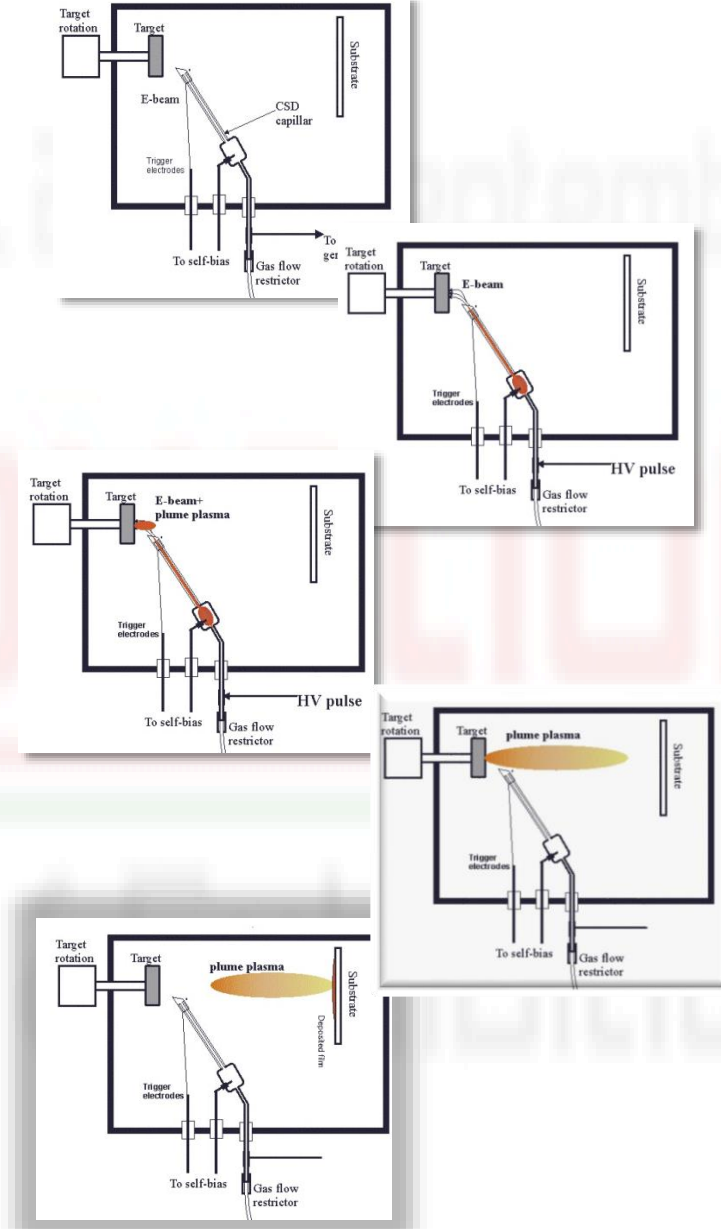 Target
rotation
Target
Substrate
E-beam
CSD
capillar
Trigger
electrodes
To
To self-bias
Gas flow
restrictor
Target
rotation
Target
E-beam
Substrate
Trigger
electrodes
HV pulse
To self-bias
Gas flow
restrictor
Target
rotation
Target
E-beam+
plume plasma
Substrate
Trigger
electrodes
HV pulse
To self-bias
Gas flow
restrictor
Target
rotation
Target
plume plasma
Substrate
Trigger
electrodes
To self-bias
Gas flow
restrictor
Target
rotation
Target
plume plasma
Substrate
Deposited film
Trigger
electrodes
To self-bias
Gas flow
restrictor